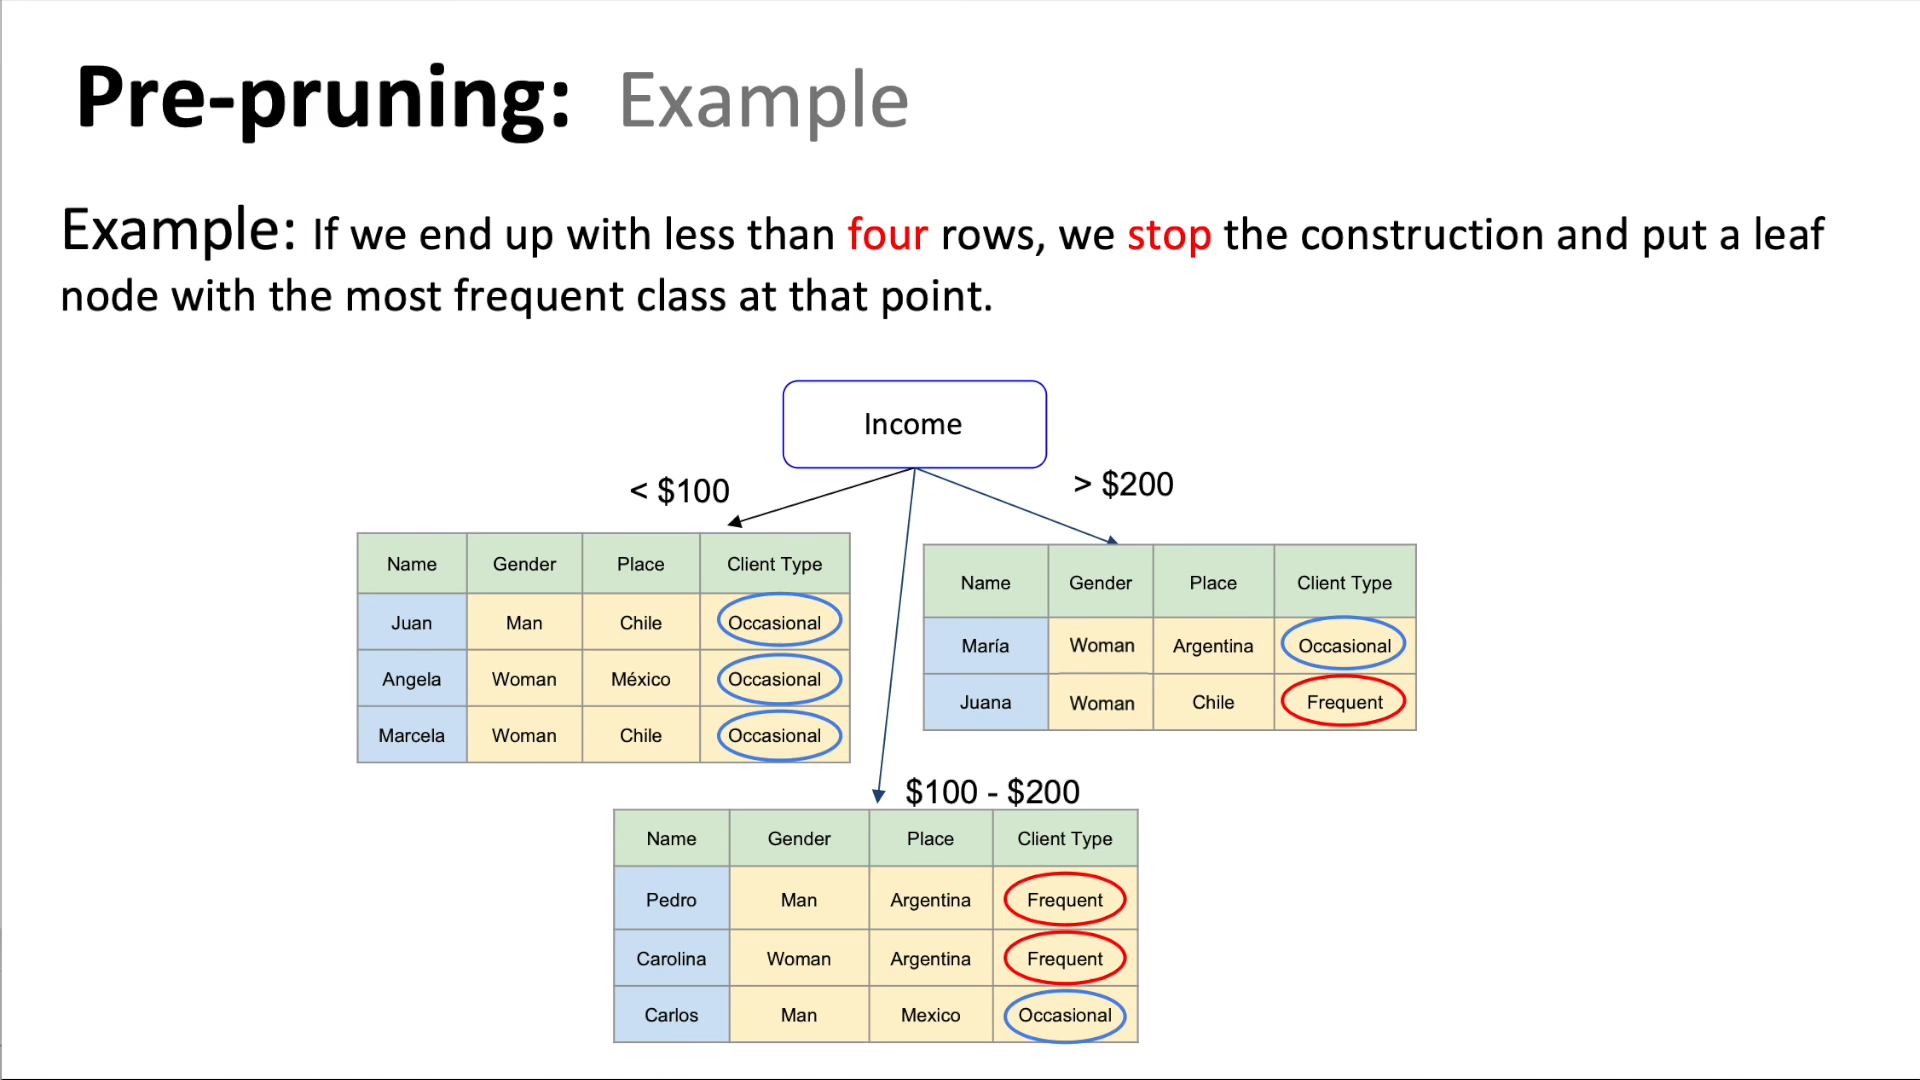 Pre-pruning: Example
Example: If we end up with less than four rows, we stop the construction and put a leaf
node with the most frequent class at that point.
Income
< $100
> $200
Name Gender Place Client Type
Juan Man Chile Occasional
Angela Woman México Occasional
Marcela Woman Chile Occasional
Name Gender Place Client Type
María Woman Argentina Occasional
Juana Woman Chile Frequent
$100 - $200
Name Gender Place Client Type
Pedro Man Argentina Frequent
Carolina Woman Argentina Frequent
Carlos Man Mexico Occasional